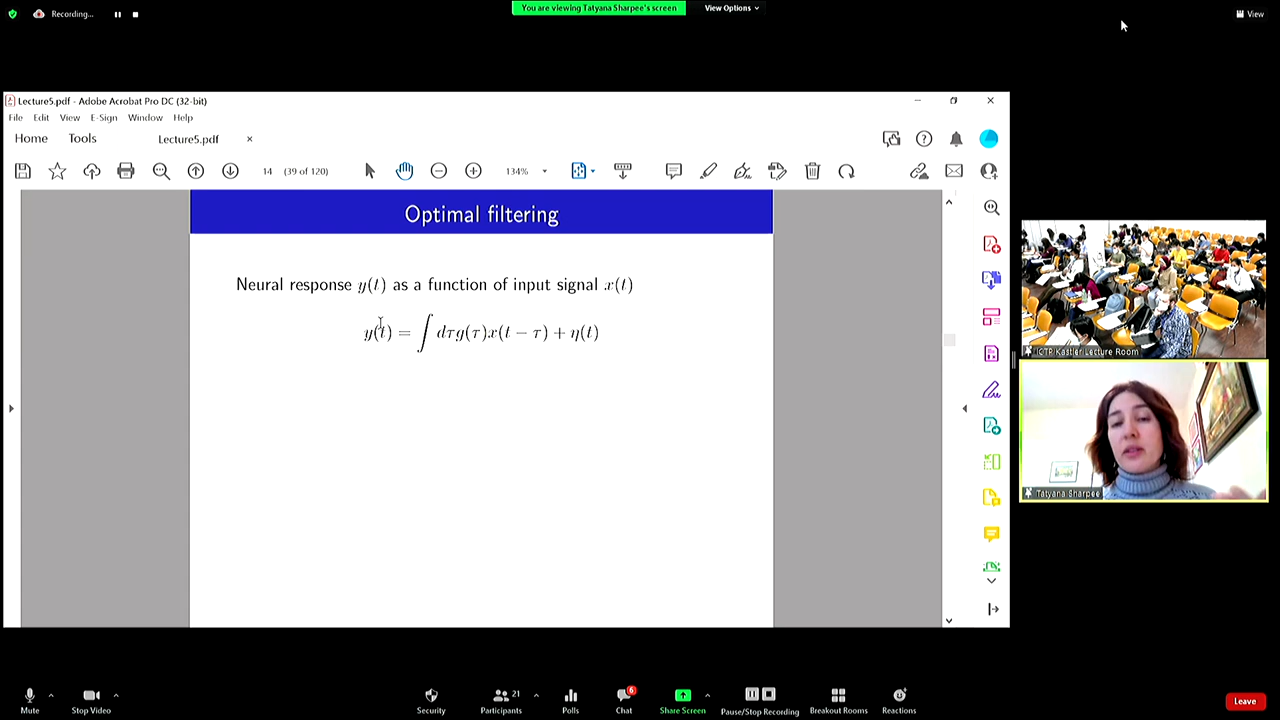 Recording...
You are viewing Tatyana Sharpee's screen
View Options
View
Lecture5.pdf - Adobe Acrobat Pro DC (32-bit)
File Edit View E-Sign Window Help
Home Tools Lecture5.pdf
14 (39 of 120) 134%
Optimal filtering
Neural response y(t) as a function of input signal x(t)
y(t) = ∫ dτg(τ)x(t − τ) + η(t)
ICTP Kastler Lecture Room
Tatyana Sharpee
Mute
Stop Video
Security
21
Participants
Polls
6
Chat
Share Screen
Pause/Stop Recording
Breakout Rooms
Reactions
Leave